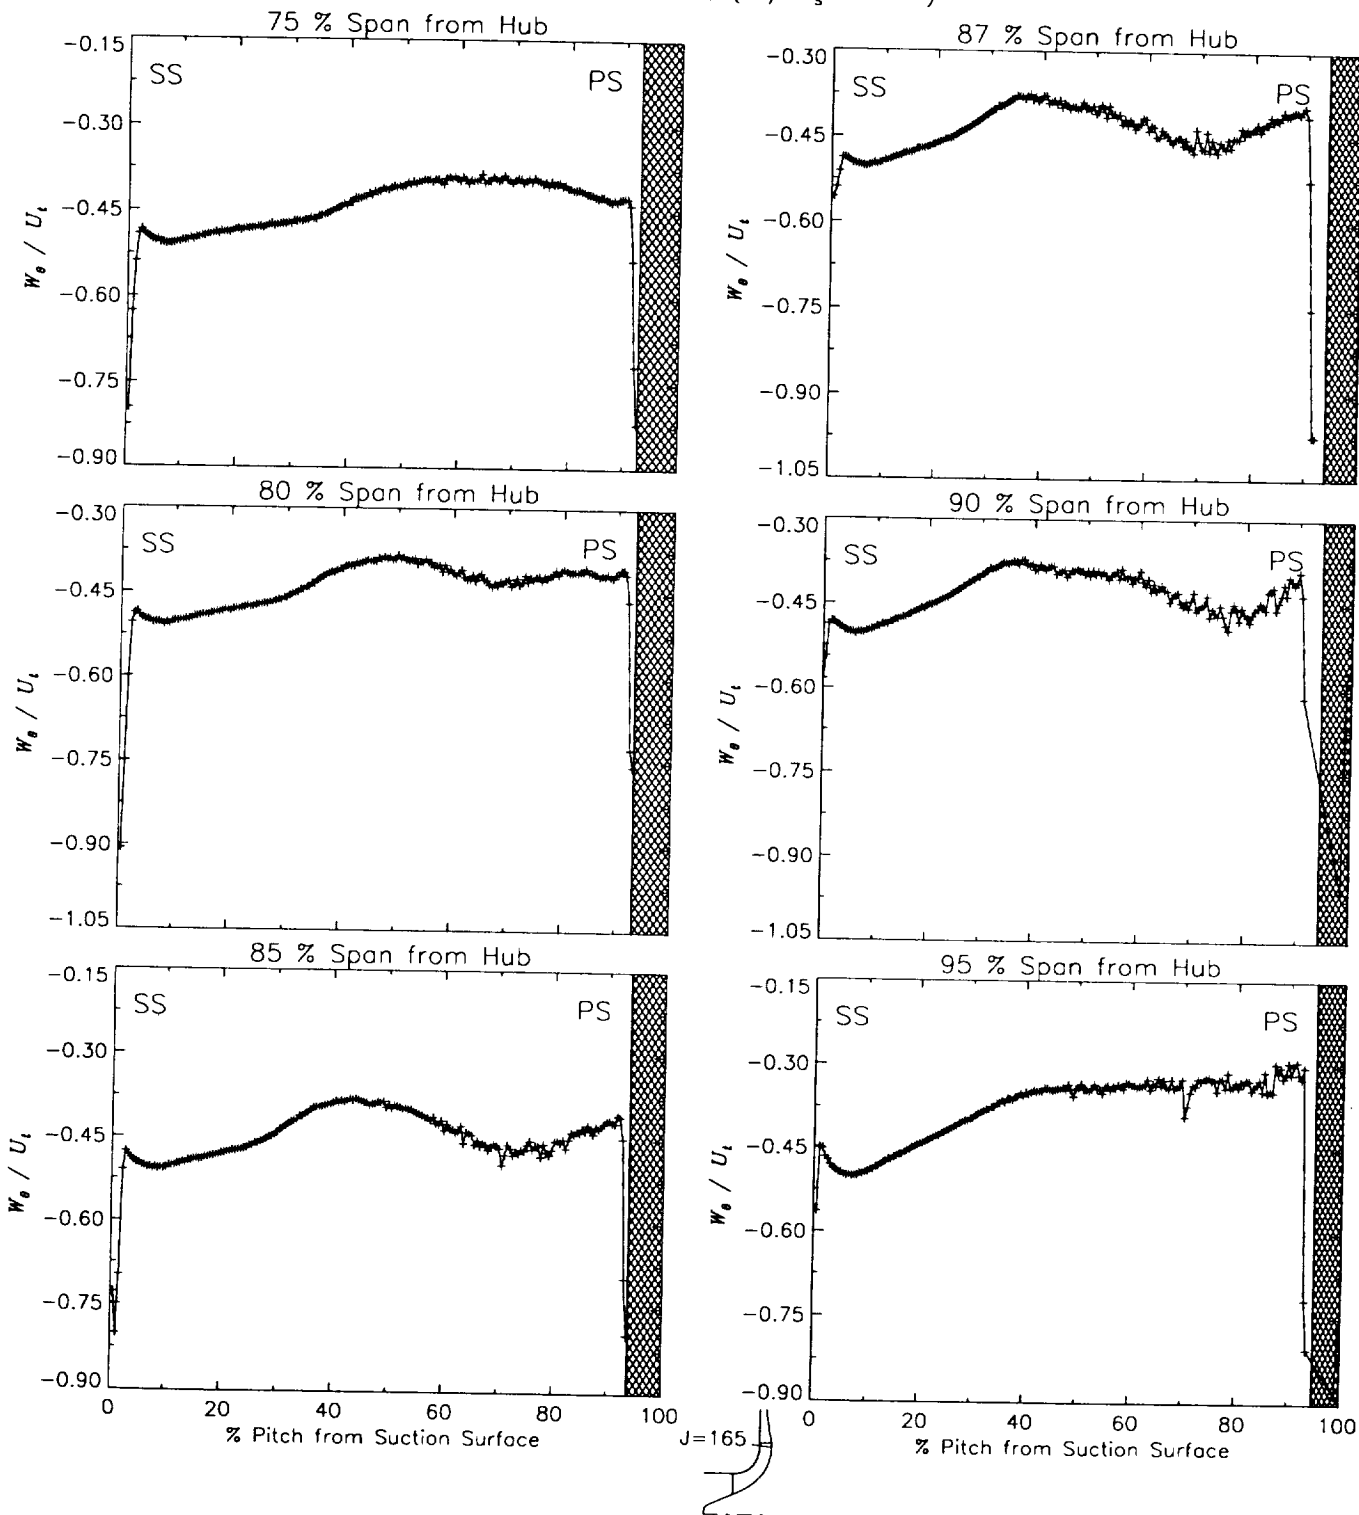 75 % Span from Hub
SS
PS
-0.15
-0.30
-0.45
-0.60
-0.75
-0.90
W_θ / U_t
80 % Span from Hub
SS
PS
-0.30
-0.45
-0.60
-0.75
-0.90
-1.05
W_θ / U_t
85 % Span from Hub
SS
PS
-0.15
-0.30
-0.45
-0.60
-0.75
-0.90
W_θ / U_t
0 20 40 60 80 100
% Pitch from Suction Surface
87 % Span from Hub
SS
PS
-0.30
-0.45
-0.60
-0.75
-0.90
-1.05
W_θ / U_t
90 % Span from Hub
SS
PS
-0.30
-0.45
-0.60
-0.75
-0.90
-1.05
W_θ / U_t
95 % Span from Hub
SS
PS
-0.15
-0.30
-0.45
-0.60
-0.75
-0.90
W_θ / U_t
0 20 40 60 80 100
% Pitch from Suction Surface
J=165